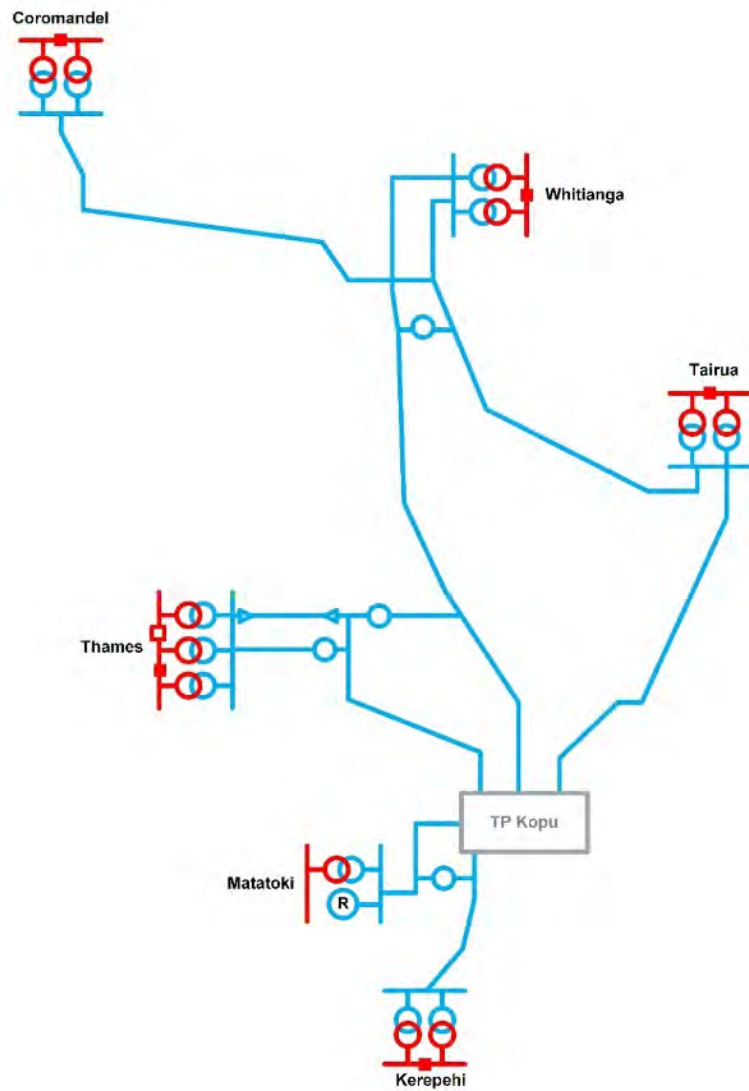 Coromandel
Whitianga
Tairua
Thames
TP Kopu
Matatoki
R
Kerepehi